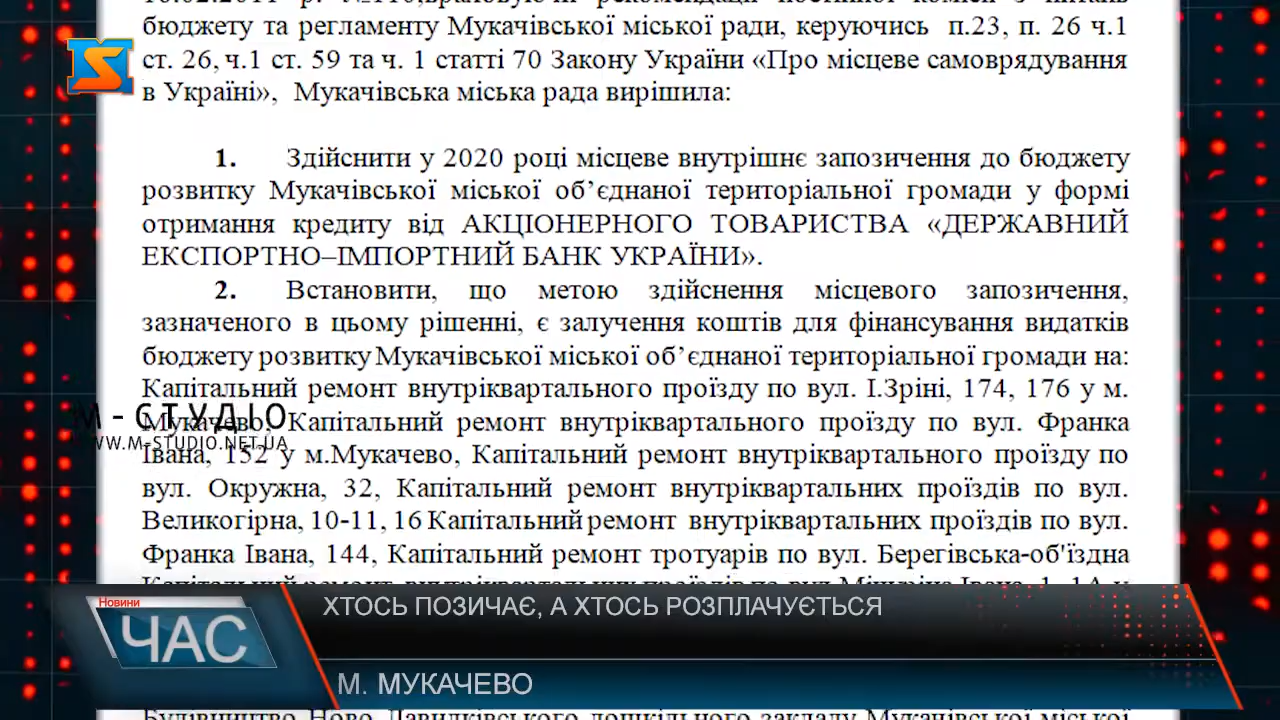 бюджету та регламенту Мукачівської міської ради, керуючись п.23, п. 26 ч.1
ст. 26, ч.1 ст. 59 та ч. 1 статті 70 Закону України «Про місцеве самоврядування
в Україні», Мукачівська міська рада вирішила:
1. Здійснити у 2020 році місцеве внутрішнє запозичення до бюджету
розвитку Мукачівської міської об’єднаної територіальної громади у формі
отримання кредиту від АКЦІОНЕРНОГО ТОВАРИСТВА «ДЕРЖАВНИЙ
ЕКСПОРТНО–ІМПОРТНИЙ БАНК УКРАЇНИ».
2. Встановити, що метою здійснення місцевого запозичення,
зазначеного в цьому рішенні, є залучення коштів для фінансування видатків
бюджету розвитку Мукачівської міської об’єднаної територіальної громади на:
Капітальний ремонт внутріквартального проїзду по вул. І.Зріні, 174, 176 у м.
М-СТУДІО
Мукачево, Капітальний ремонт внутріквартального проїзду по вул. Франка
WWW.M-STUDIO.NET.UA
Івана, 152 у м.Мукачево, Капітальний ремонт внутріквартального проїзду по
вул. Окружна, 32, Капітальний ремонт внутріквартальних проїздів по вул.
Великогірна, 10-11, 16 Капітальний ремонт внутріквартальних проїздів по вул.
Франка Івана, 144, Капітальний ремонт тротуарів по вул. Берегівська-об'їздна
Новини
ЧАС
ХТОСЬ ПОЗИЧАЄ, А ХТОСЬ РОЗПЛАЧУЄТЬСЯ
М. МУКАЧЕВО